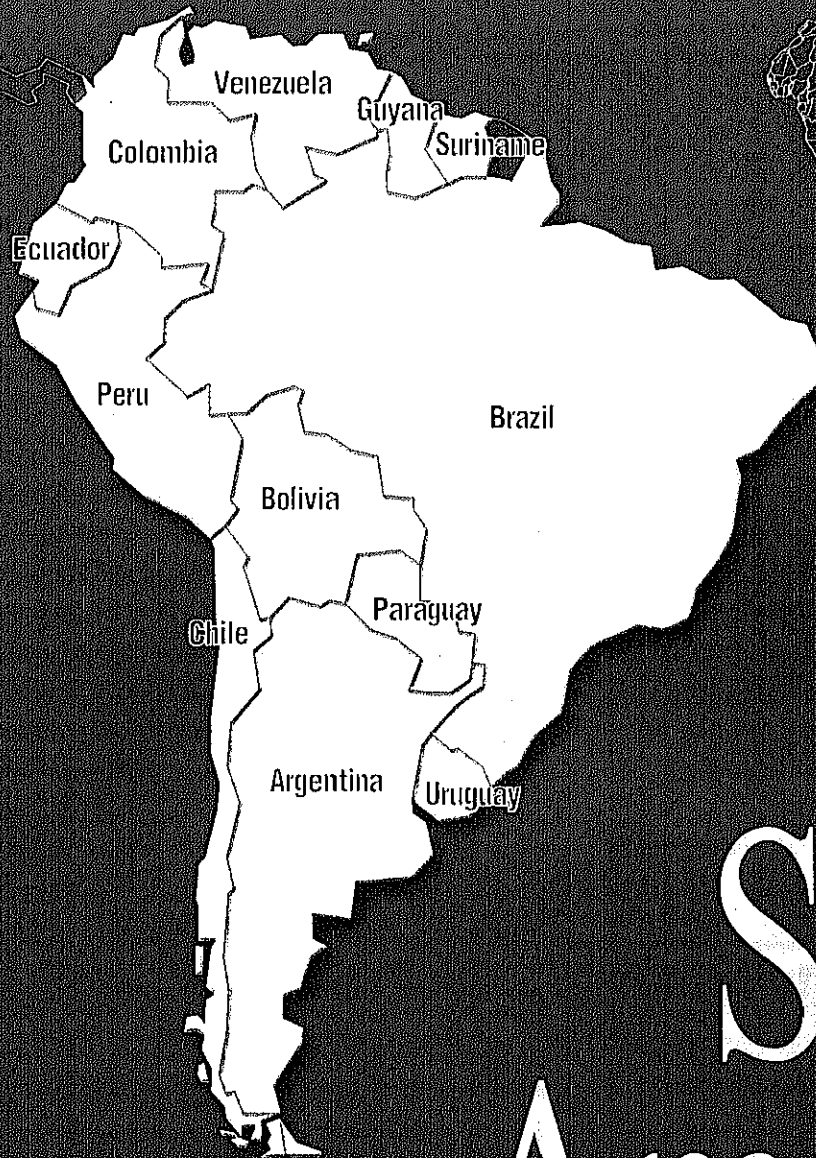 Venezuela
Guyana
Suriname
Colombia
Ecuador
Peru
Brazil
Bolivia
Paraguay
Chile
Argentina
Uruguay
S